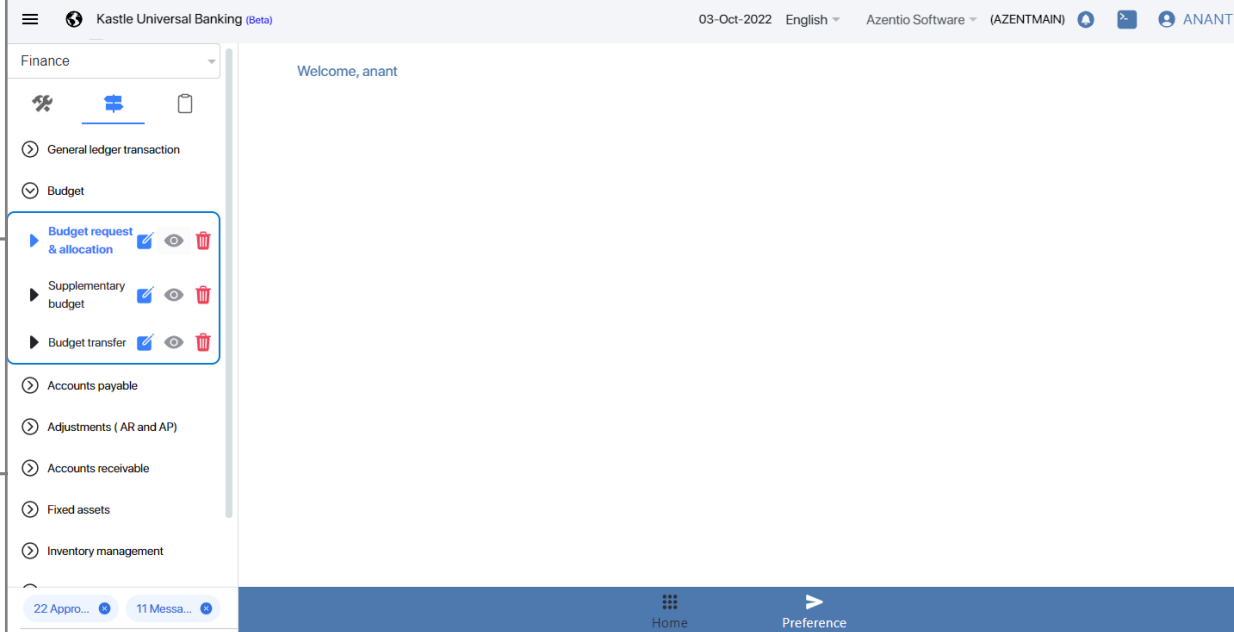 Kastle Universal Banking (Beta)
03-Oct-2022 English Azentio Software (AZENTMAIN) ANANT
Finance
Welcome, anant
General ledger transaction
Budget
Budget request
& allocation
Supplementary
budget
Budget transfer
Accounts payable
Adjustments ( AR and AP)
Accounts receivable
Fixed assets
Inventory management
22 Appro... 11 Messa...
Home
Preference